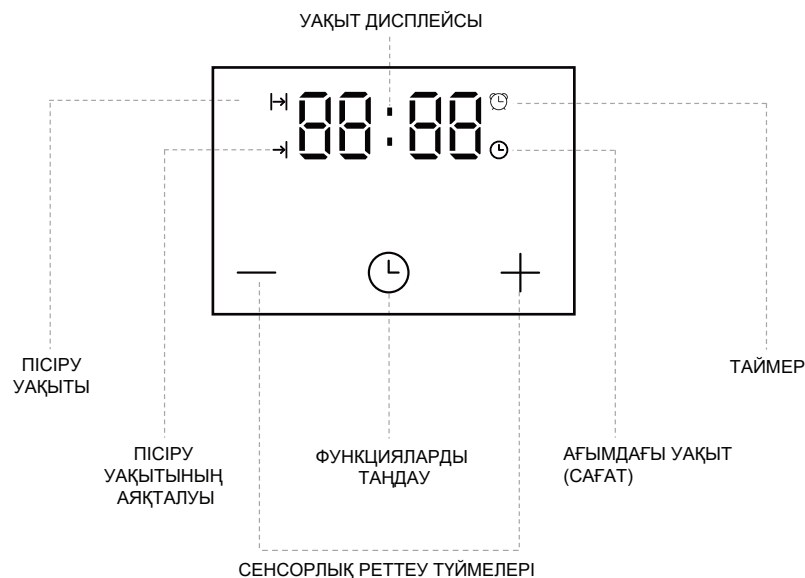 УАҚЫТ ДИСПЛЕЙСЫ
88:88
ПІСІРУ
УАҚЫТЫ
ТАЙМЕР
ПІСІРУ
УАҚЫТЫНЫҢ
АЯҚТАЛУЫ
ФУНКЦИЯЛАРДЫ
ТАҢДАУ
АҒЫМДАҒЫ УАҚЫТ
(САҒАТ)
СЕНСОРЛЫҚ РЕТТЕУ ТҮЙМЕЛЕРІ